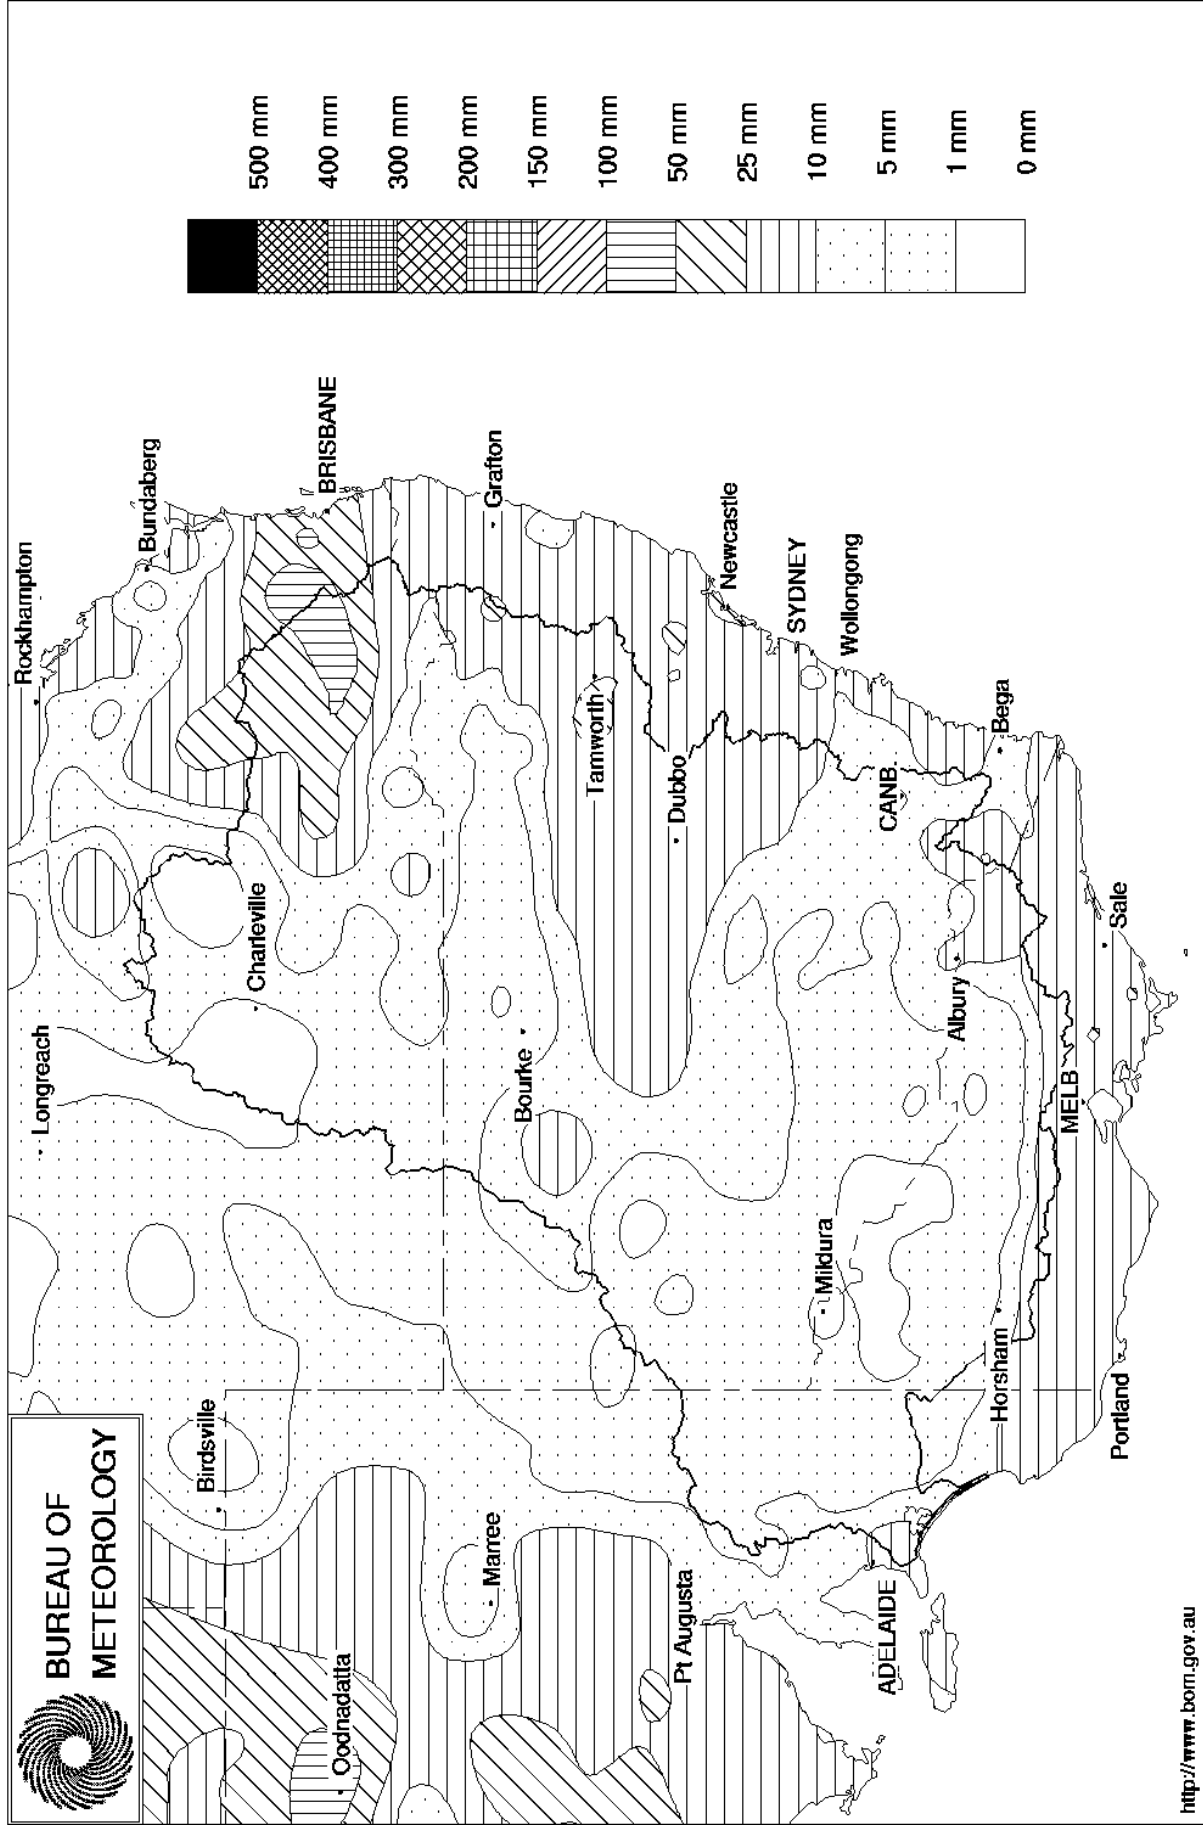 BUREAU OF
METEOROLOGY
Longreach
Rockhampton
Birdsville
Charleville
Bundaberg
Oodnadatta
BRISBANE
Marree
Bourke
Grafton
Tamworth
Pt Augusta
Dubbo
Newcastle
SYDNEY
Mildura
Wollongong
ADELAIDE
CANB.
Albury
Horsham
Bega
MELB
Portland
Sale
500 mm
400 mm
300 mm
200 mm
150 mm
100 mm
50 mm
25 mm
10 mm
5 mm
1 mm
0 mm
http://www.bom.gov.au